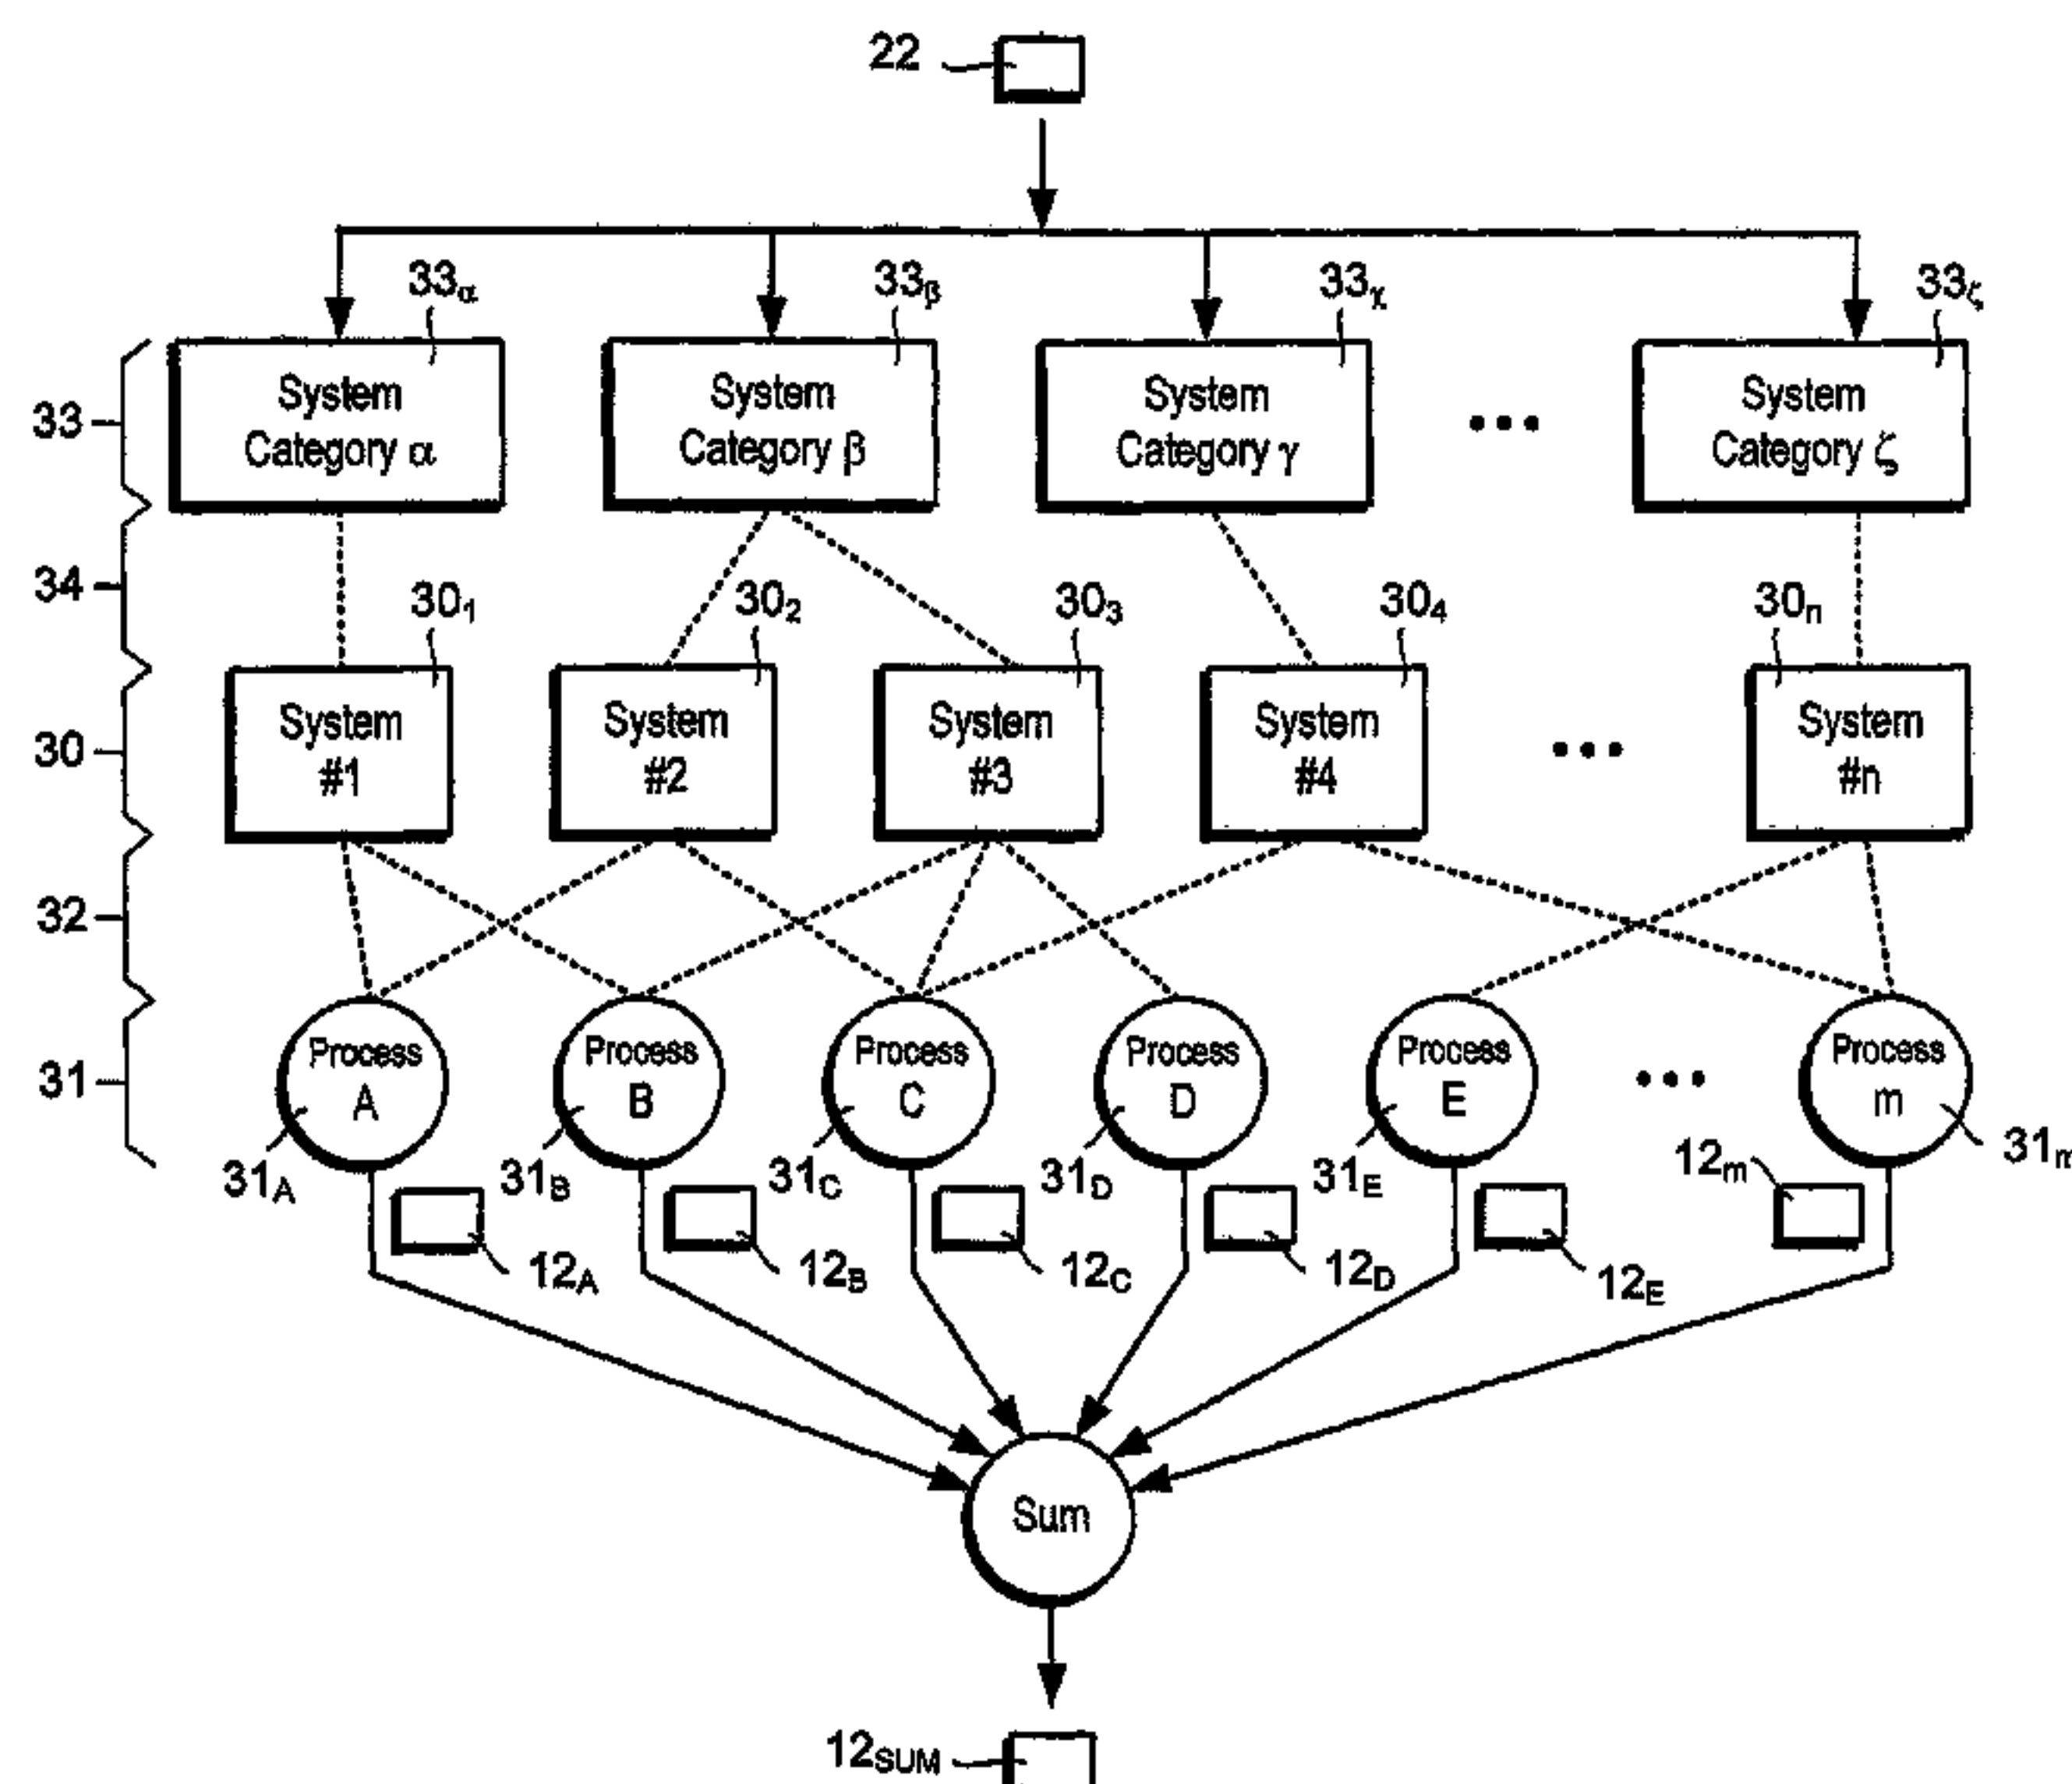 22
33α
33β
33χ
33ζ
System
Category α
System
Category β
System
Category γ
System
Category ζ
33
34
30₁
30₂
30₃
30₄
30ₙ
System
#1
System
#2
System
#3
System
#4
System
#n
30
32
Process
A
Process
B
Process
C
Process
D
Process
E
Process
m
31
31A
31B
31C
31D
31E
12m
31m
12A
12B
12C
12D
12E
Sum
12SUM